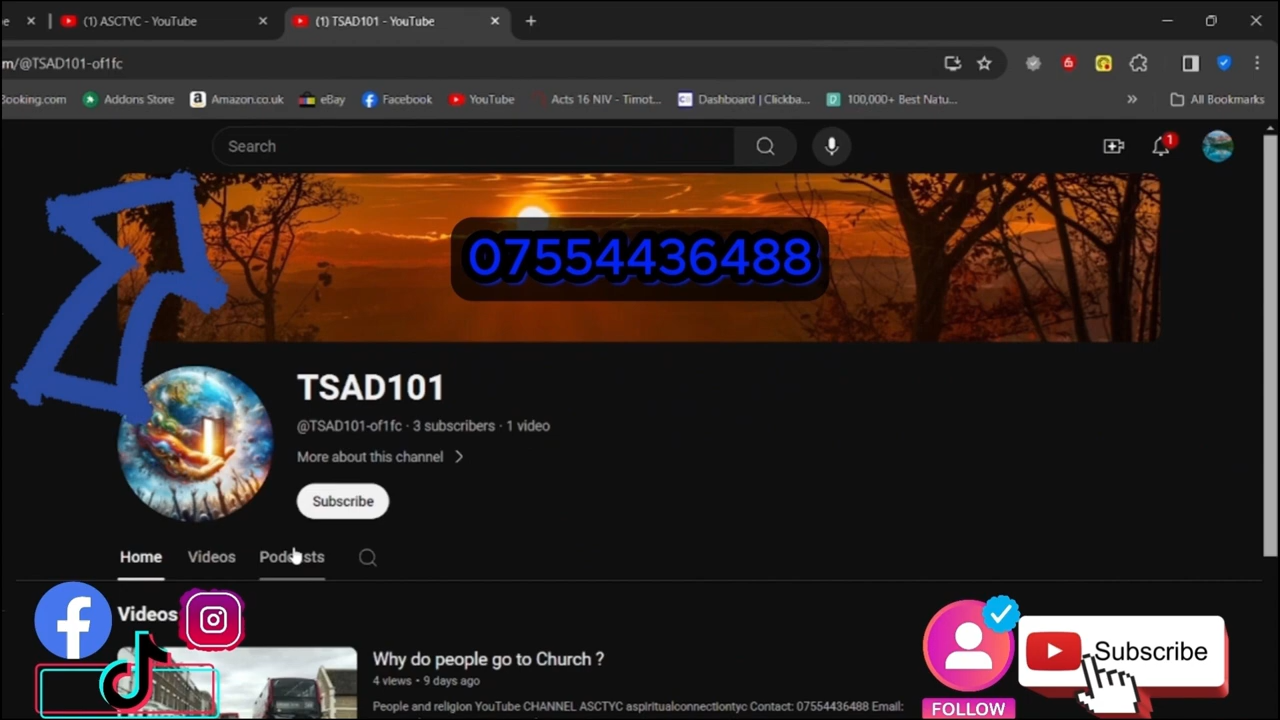 (1) ASCTYC - YouTube
(1) TSAD101 - YouTube
m/@TSAD101-of1fc
Booking.com
Addons Store
Amazon.co.uk
eBay
Facebook
YouTube
Acts 16 NIV - Timot...
Dashboard | Clickba...
100,000+ Best Natu...
All Bookmarks
Search
1
07554436488
TSAD101
@TSAD101-of1fc · 3 subscribers · 1 video
More about this channel
Subscribe
Home Videos Podcasts
Videos
Why do people go to Church ?
4 views • 9 days ago
People and religion YouTube CHANNEL ASCTYC aspiritualconnectiontyc Contact: 07554436488 Email:
Subscribe
FOLLOW